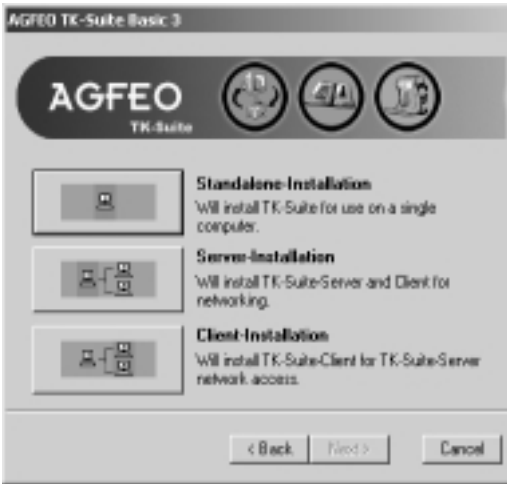 AGFEO TK-Suite Basic 3
AGFEO
TK-Suite
Standalone-Installation
Will install TK-Suite for use on a single
computer.
Server-Installation
Will install TK-Suite-Server and Client for
networking.
Client-Installation
Will install TK-Suite-Client for TK-Suite-Server
network access.
< Back
Next >
Cancel